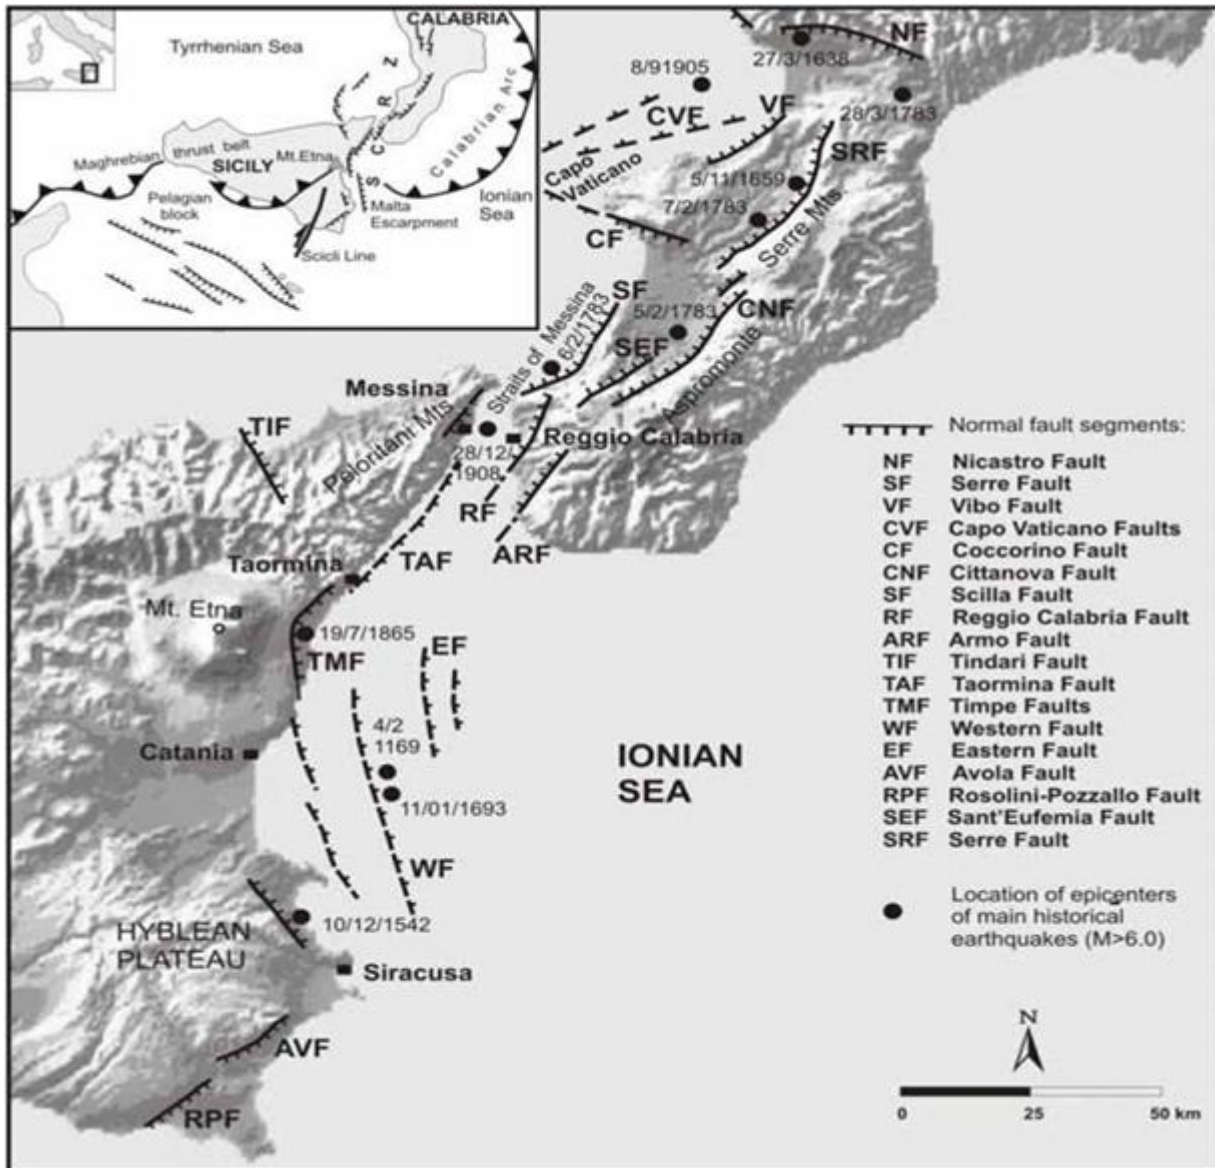 CALABRIA
Tyrrhenian Sea
S C R Z
Calabrian Arc
Maghrebian thrust belt
SICILY
Mt.Etna
Pelagian
block
Malta
Escarpment
Ionian
Sea
Scicli Line
NF
27/3/1638
8/91905
CVF
VF
28/3/1783
SRF
Capo
Vaticano
5/11/1659
7/2/1783
CF
Serre Mts.
SF
5/2/1783
CNF
SEF
Aspromonte
6/2/1783
Straits of Messina
Messina
TIF
Peloritani Mts.
Reggio Calabria
28/12/
1908
RF
ARF
TAF
Taormina
Mt. Etna
19/7/1865
TMF
EF
4/2
1169
Catania
11/01/1693
IONIAN
SEA
WF
10/12/1542
HYBLEAN
PLATEAU
Siracusa
AVF
RPF
Normal fault segments:
NF Nicastro Fault
SF Serre Fault
VF Vibo Fault
CVF Capo Vaticano Faults
CF Coccorino Fault
CNF Cittanova Fault
SF Scilla Fault
RF Reggio Calabria Fault
ARF Armo Fault
TIF Tindari Fault
TAF Taormina Fault
TMF Timpe Faults
WF Western Fault
EF Eastern Fault
AVF Avola Fault
RPF Rosolini-Pozzallo Fault
SEF Sant'Eufemia Fault
SRF Serre Fault
Location of epicenters
of main historical
earthquakes (M>6.0)
N
0 25 50 km